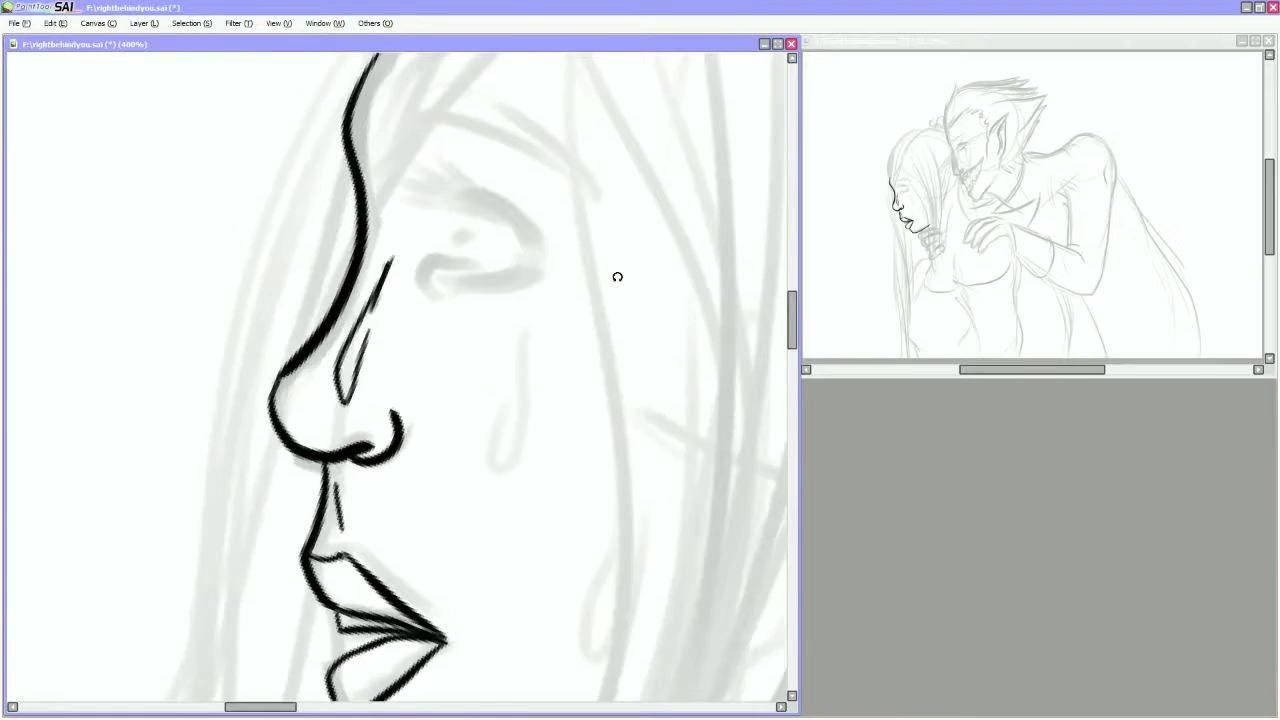 PaintTool SAI F:\rightbehindyou.sai (*)
File (F) Edit (E) Canvas (C) Layer (L) Selection (S) Filter (T) View (V) Window (W) Others (O)
F:\rightbehindyou.sai (*) (400%)